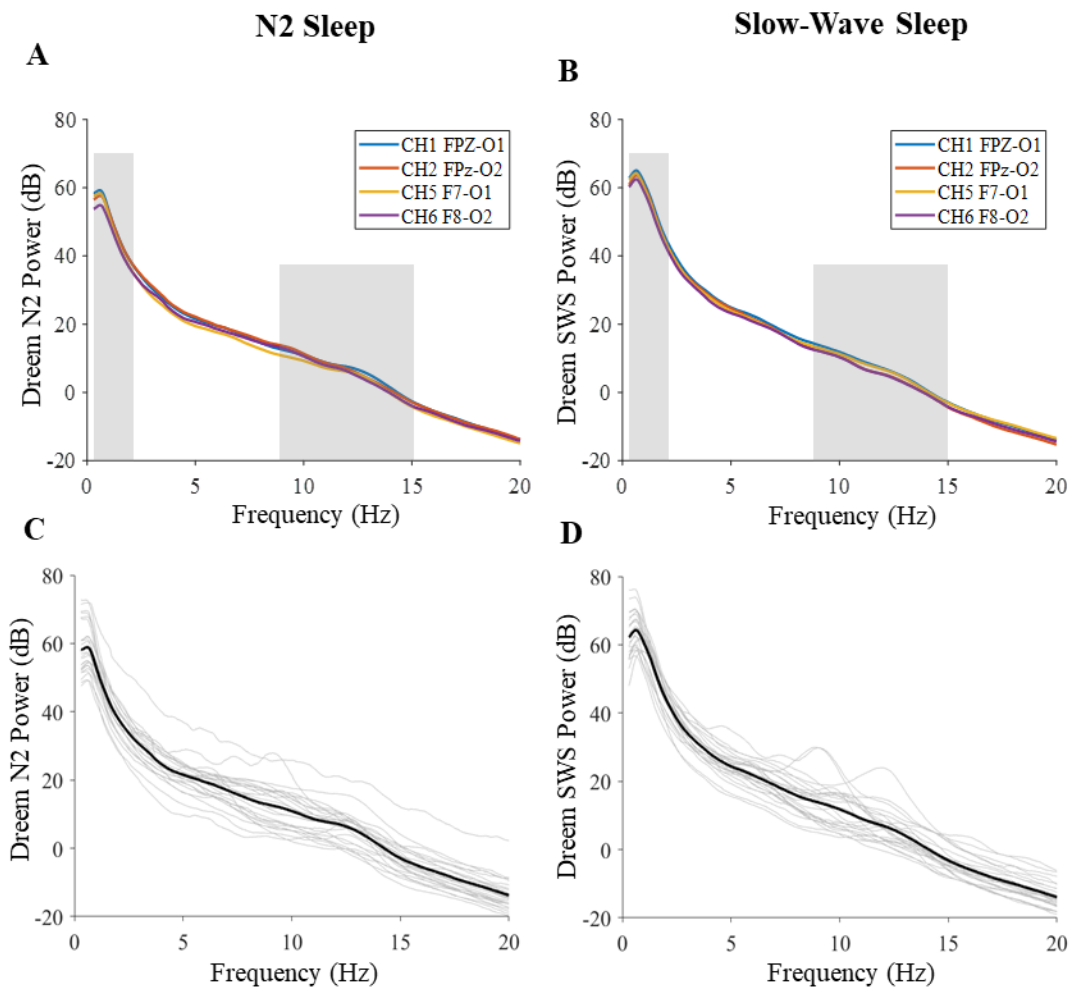 N2 Sleep
Slow-Wave Sleep
A
Dreem N2 Power (dB)
80
60
40
20
0
-20
CH1 FPZ-O1
CH2 FPz-O2
CH5 F7-O1
CH6 F8-O2
0 5 10 15 20
Frequency (Hz)
B
Dreem SWS Power (dB)
80
60
40
20
0
-20
CH1 FPZ-O1
CH2 FPz-O2
CH5 F7-O1
CH6 F8-O2
0 5 10 15 20
Frequency (Hz)
C
Dreem N2 Power (dB)
80
60
40
20
0
-20
0 5 10 15 20
Frequency (Hz)
D
Dreem SWS Power (dB)
80
60
40
20
0
-20
0 5 10 15 20
Frequency (Hz)